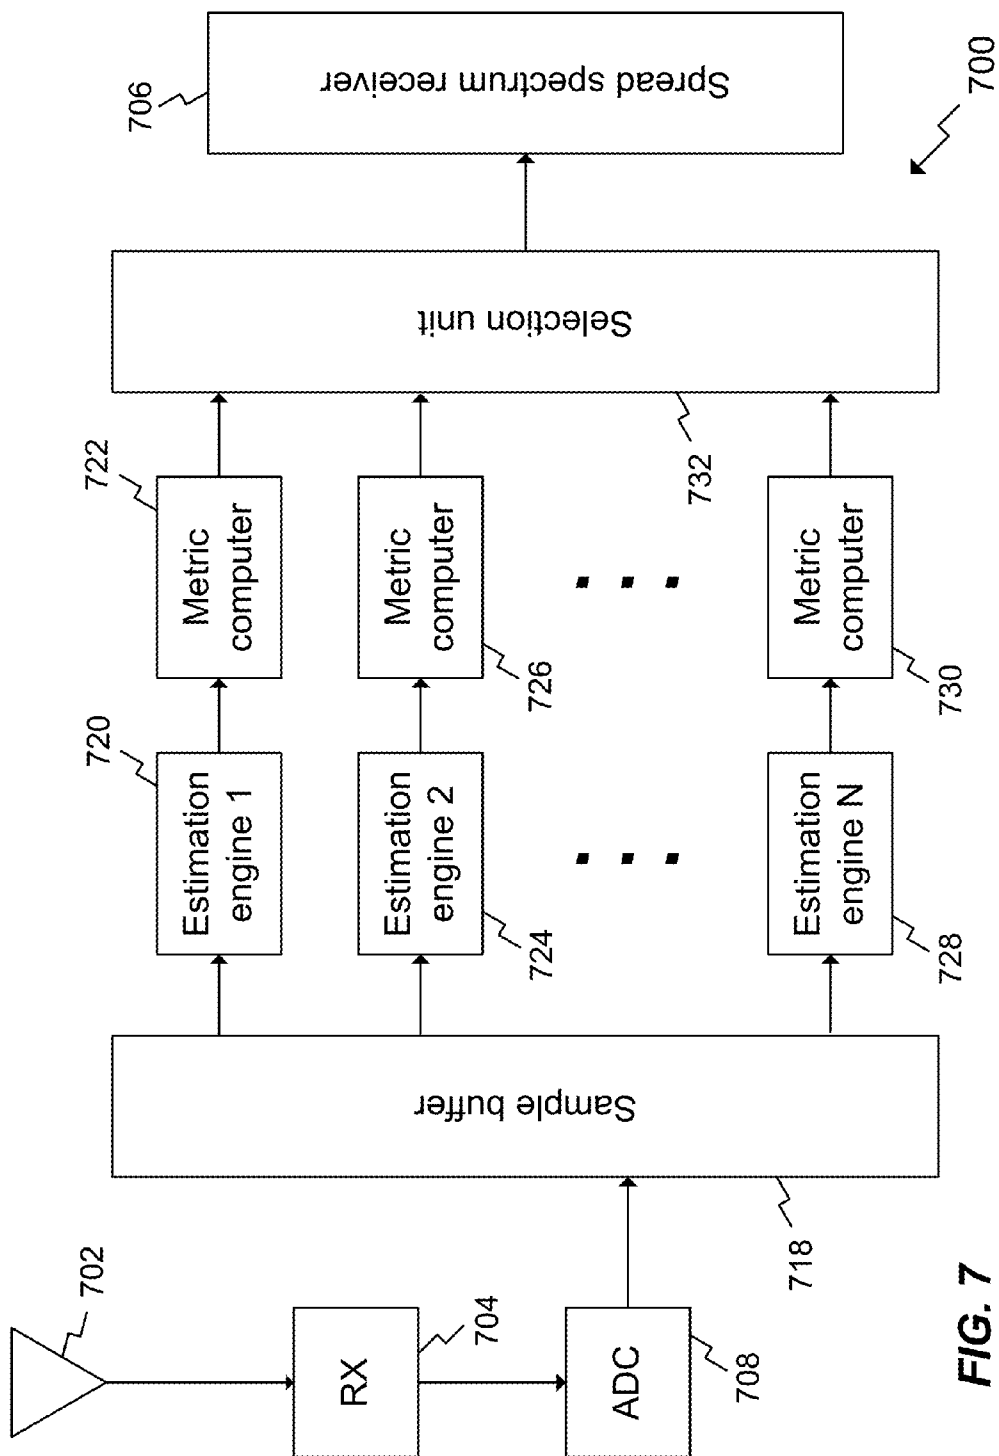 702
RX
704
ADC
708
Sample buffer
718
Estimation
engine 1
720
Estimation
engine 2
724
Estimation
engine N
728
Metric
computer
722
Metric
computer
726
Metric
computer
730
Selection unit
732
Spread spectrum receiver
706
700
FIG. 7